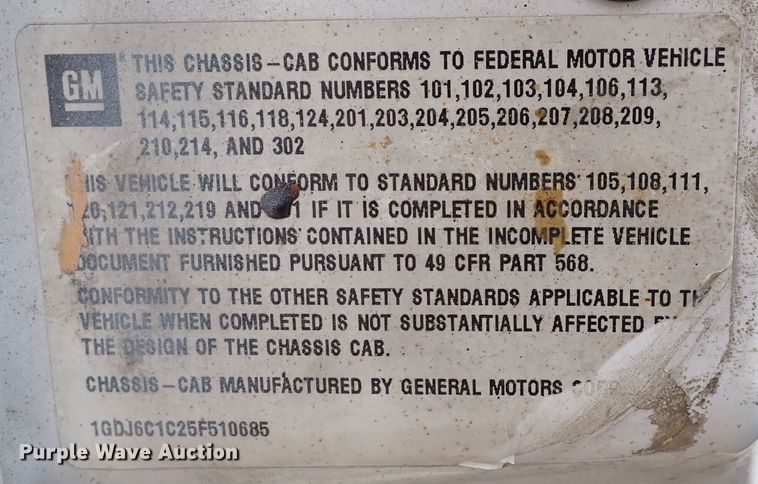 GM
THIS CHASSIS-CAB CONFORMS TO FEDERAL MOTOR VEHICLE
SAFETY STANDARD NUMBERS 101,102,103,104,106,113,
114,115,116,118,124,201,203,204,205,206,207,208,209,
210,214, AND 302
THIS VEHICLE WILL CONFORM TO STANDARD NUMBERS 105,108,111,
120,121,212,219 AND IF IT IS COMPLETED IN ACCORDANCE
WITH THE INSTRUCTIONS CONTAINED IN THE INCOMPLETE VEHICLE
DOCUMENT FURNISHED PURSUANT TO 49 CFR PART 568.
CONFORMITY TO THE OTHER SAFETY STANDARDS APPLICABLE TO THE
VEHICLE WHEN COMPLETED IS NOT SUBSTANTIALLY AFFECTED BY
THE DESIGN OF THE CHASSIS CAB.
CHASSIS-CAB MANUFACTURED BY GENERAL MOTORS
1GDJ6C1C25F510685
Purple Wave Auction